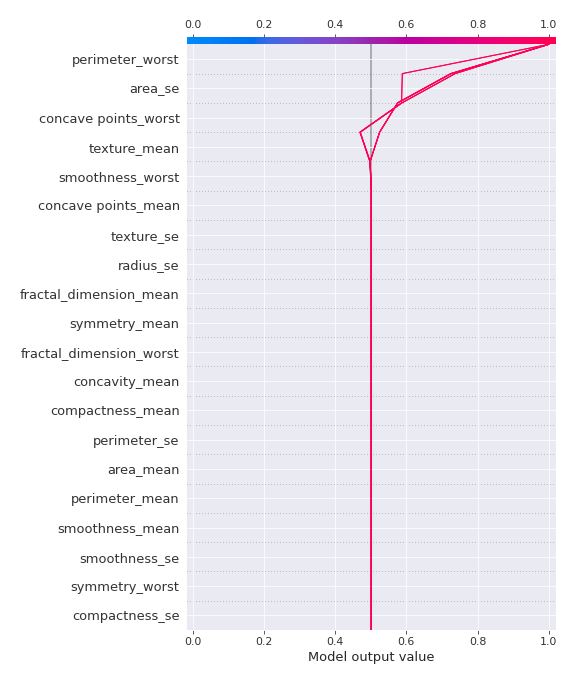 0.0 0.2 0.4 0.6 0.8 1.0
perimeter_worst
area_se
concave points_worst
texture_mean
smoothness_worst
concave points_mean
texture_se
radius_se
fractal_dimension_mean
symmetry_mean
fractal_dimension_worst
concavity_mean
compactness_mean
perimeter_se
area_mean
perimeter_mean
smoothness_mean
smoothness_se
symmetry_worst
compactness_se
0.0 0.2 0.4 0.6 0.8 1.0
Model output value